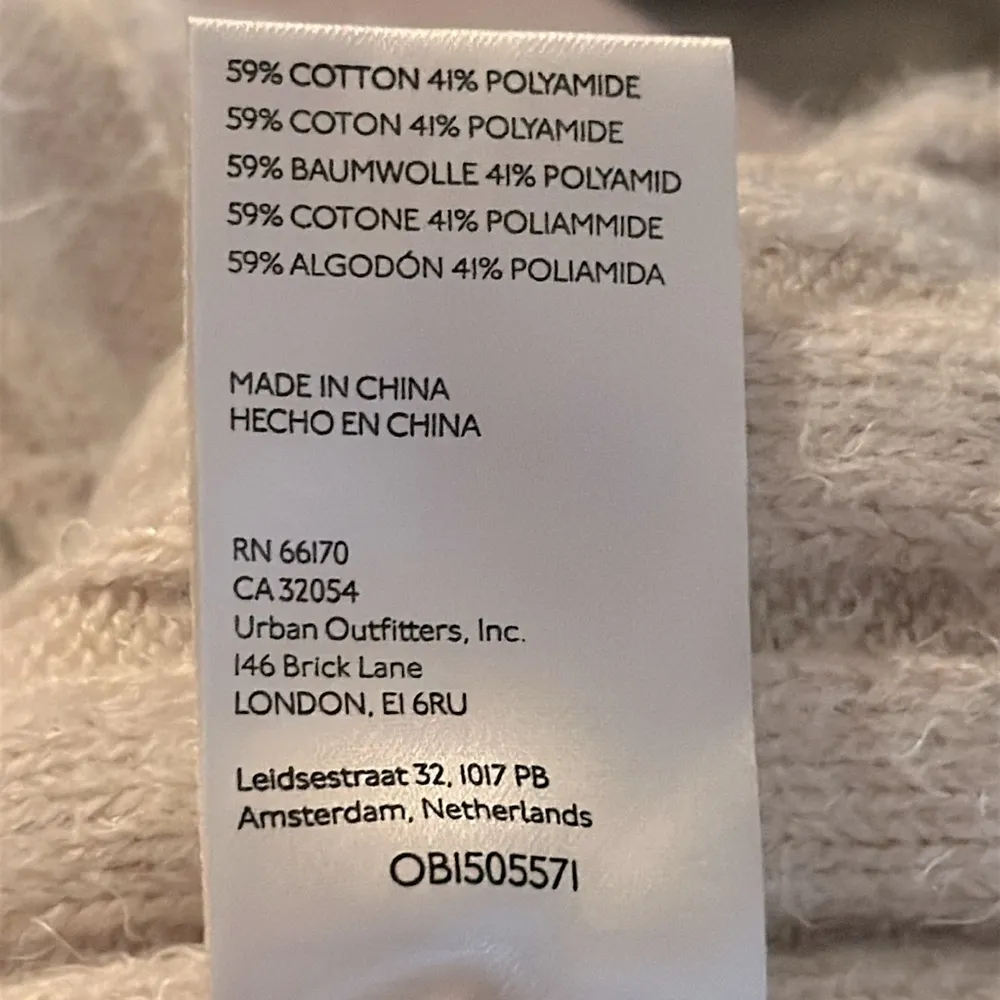 59% COTTON 41% POLYAMIDE
59% COTON 41% POLYAMIDE
59% BAUMWOLLE 41% POLYAMID
59% COTONE 41% POLIAMMIDE
59% ALGODÓN 41% POLIAMIDA
MADE IN CHINA
HECHO EN CHINA
RN 66170
CA 32054
Urban Outfitters, Inc.
146 Brick Lane
LONDON, E1 6RU
Leidsestraat 32, 1017 PB
Amsterdam, Netherlands
OB1505571